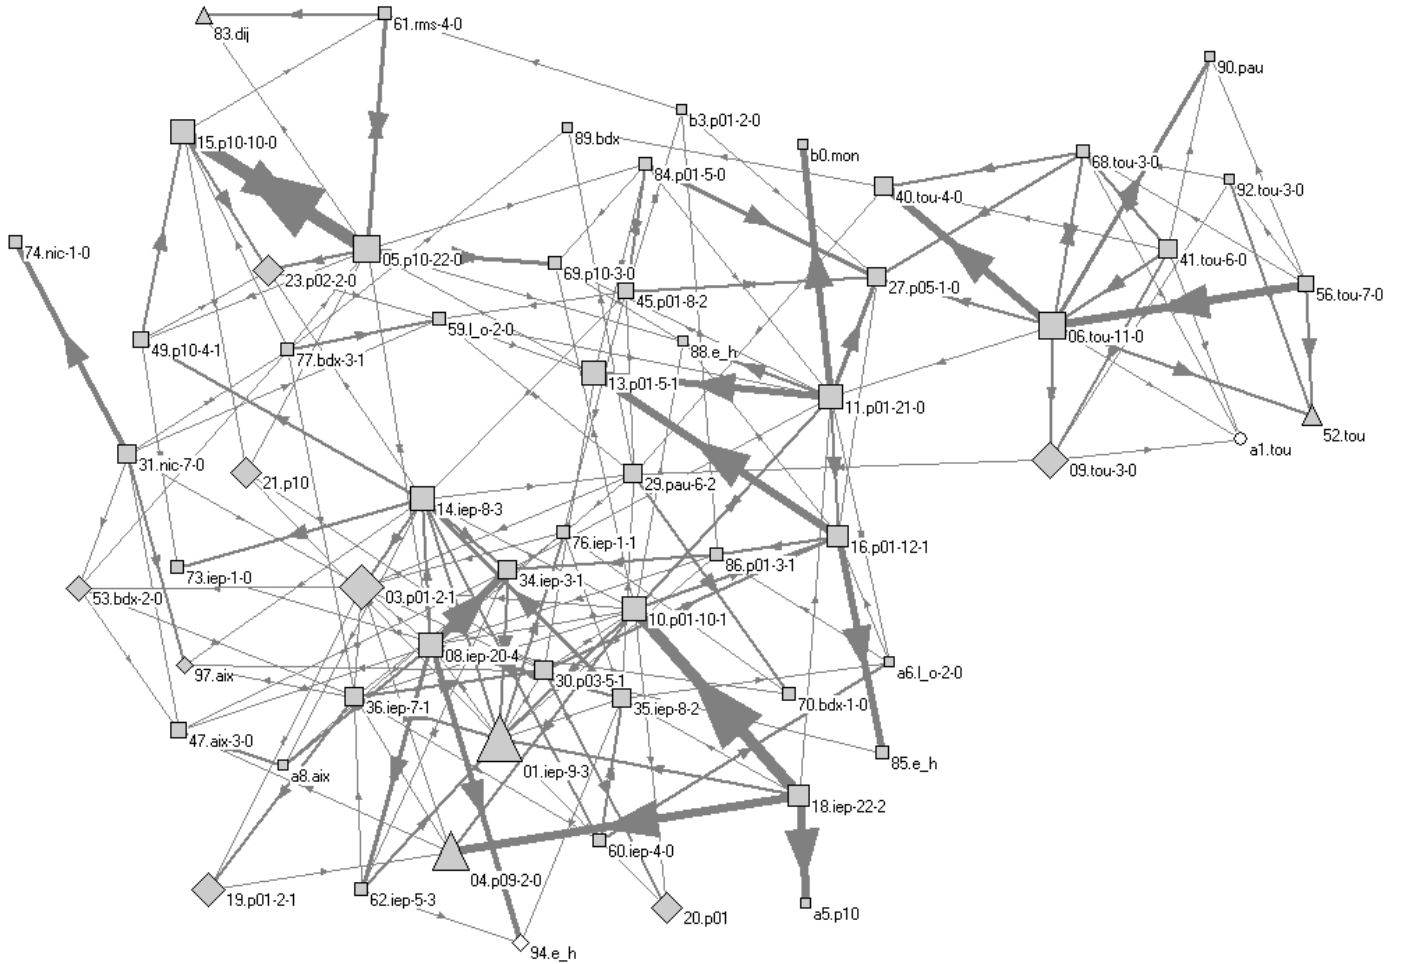 61.rms-4-0
83.dij
90.pau
b3.p01-2-0
15.p10-10-0
89.bdx
b0.mon
68.tou-3-0
84.p01-5-0
92.tou-3-0
40.tou-4-0
74.nic-1-0
05.p10-22-0
41.tou-6-0
69.p10-3-0
23.p02-2-0
27.p05-1-0
56.tou-7-0
45.p01-8-2
59.l_o-2-0
06.tou-11-0
49.p10-4-1
88.e_h
77.bdx-3-1
13.p01-5-1
11.p01-21-0
52.tou
a1.tou
31.nic-7-0
09.tou-3-0
21.p10
29.pau-6-2
14.iep-8-3
76.iep-1-1
16.p01-12-1
86.p01-3-1
73.iep-1-0
34.iep-3-1
53.bdx-2-0
03.p01-2-1
10.p01-10-1
08.iep-20-4
97.aix
a6.l_o-2-0
30.p03-5-1
70.bdx-1-0
36.iep-7-1
35.iep-8-2
47.aix-3-0
85.e_h
a8.aix
01.iep-9-3
18.iep-22-2
60.iep-4-0
04.p09-2-0
19.p01-2-1
62.iep-5-3
a5.p10
20.p01
94.e_h